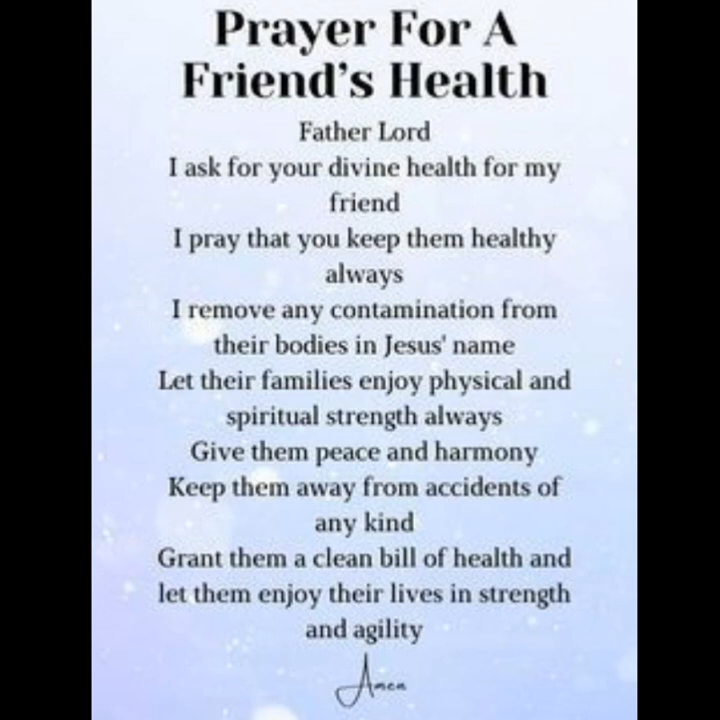 Prayer For A
Friend's Health
Father Lord
I ask for your divine health for my
friend
I pray that you keep them healthy
always
I remove any contamination from
their bodies in Jesus' name
Let their families enjoy physical and
spiritual strength always
Give them peace and harmony
Keep them away from accidents of
any kind
Grant them a clean bill of health and
let them enjoy their lives in strength
and agility
Amen